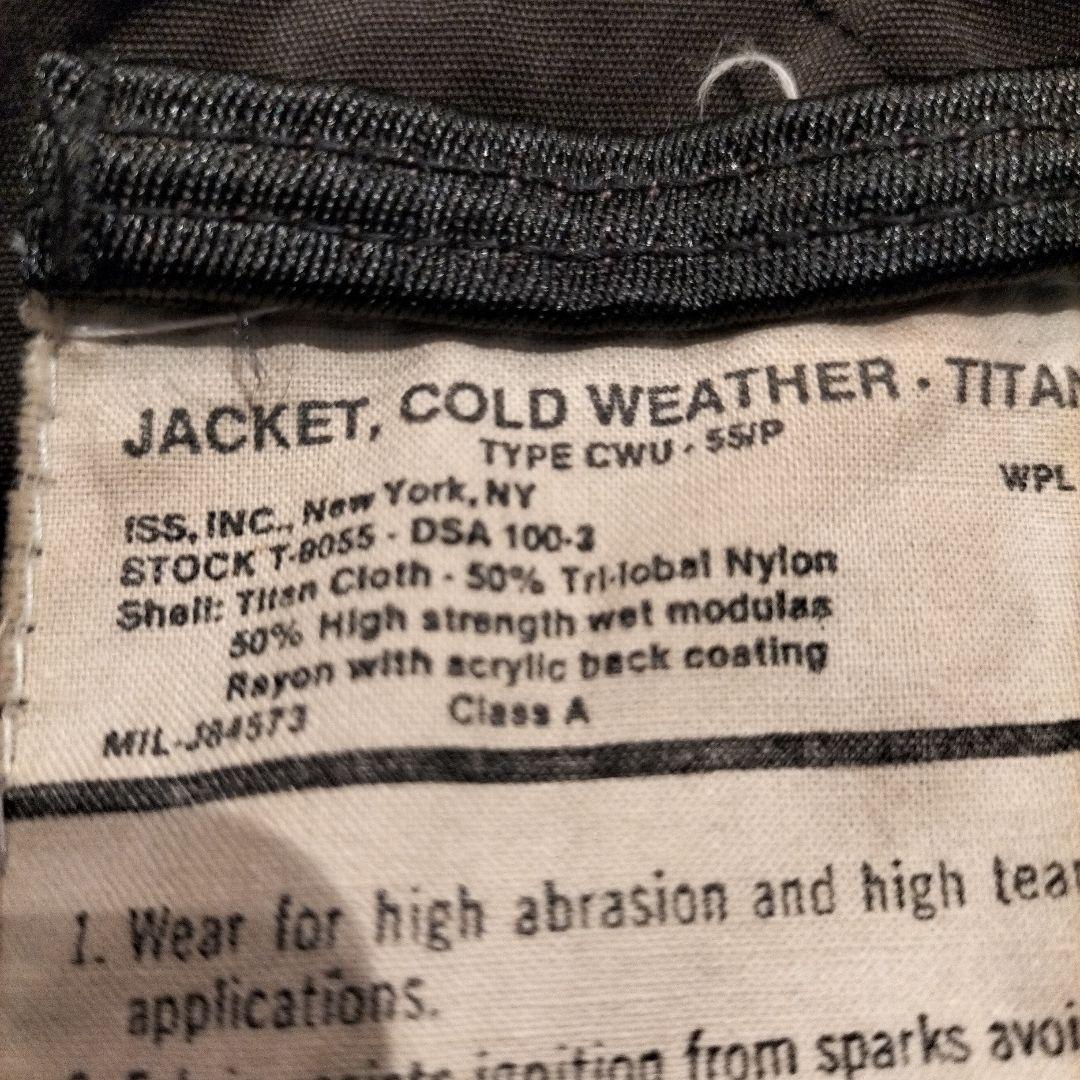 JACKET, COLD WEATHER · TITAN
TYPE CWU · 55/P
WPL
ISS, INC., New York, NY
STOCK T-8055 - DSA 100-3
Shell: Titan Cloth - 50% Tri-lobal Nylon
50% High strength wet modulas
Rayon with acrylic back coating
MIL-J84573 Class A
1. Wear for high abrasion and high tear
applications.
ignition from sparks avoi